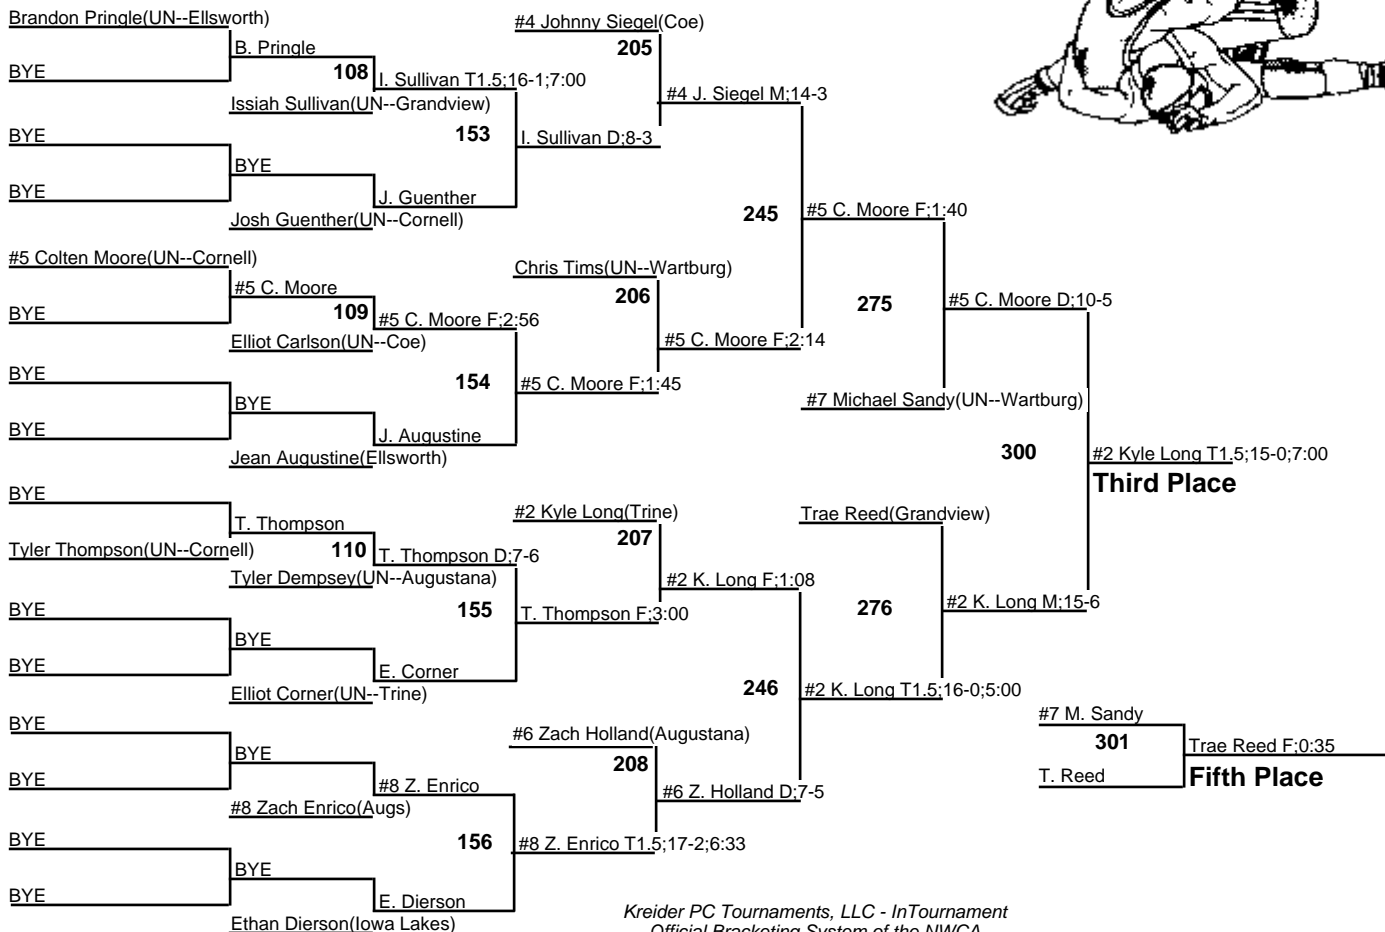 Brandon Pringle(UN--Ellsworth)
#4 Johnny Siegel(Coe)
B. Pringle
205
BYE
108
I. Sullivan T1.5;16-1;7:00
#4 J. Siegel M;14-3
Issiah Sullivan(UN--Grandview)
BYE
153
I. Sullivan D;8-3
BYE
BYE
J. Guenther
245
#5 C. Moore F;1:40
Josh Guenther(UN--Cornell)
#5 Colten Moore(UN--Cornell)
Chris Tims(UN--Wartburg)
#5 C. Moore
206
275
#5 C. Moore D;10-5
BYE
109
#5 C. Moore F;2:56
Elliot Carlson(UN--Coe)
#5 C. Moore F;2:14
BYE
154
#5 C. Moore F;1:45
BYE
#7 Michael Sandy(UN--Wartburg)
BYE
J. Augustine
Jean Augustine(Ellsworth)
300
#2 Kyle Long T1.5;15-0;7:00
Third Place
BYE
#2 Kyle Long(Trine)
Trae Reed(Grandview)
T. Thompson
207
Tyler Thompson(UN--Cornell)
110
T. Thompson D;7-6
Tyler Dempsey(UN--Augustana)
#2 K. Long F;1:08
BYE
155
T. Thompson F;3:00
276
#2 K. Long M;15-6
BYE
BYE
E. Corner
Elliot Corner(UN--Trine)
246
#2 K. Long T1.5;16-0;5:00
BYE
#6 Zach Holland(Augustana)
#7 M. Sandy
BYE
208
301
Trae Reed F;0:35
BYE
#8 Z. Enrico
#6 Z. Holland D;7-5
T. Reed
Fifth Place
#8 Zach Enrico(Augs)
BYE
156
#8 Z. Enrico T1.5;17-2;6:33
BYE
BYE
E. Dierson
Ethan Dierson(Iowa Lakes)
Kreider PC Tournaments, LLC - InTournament
Official Bracketing System of the NWCA